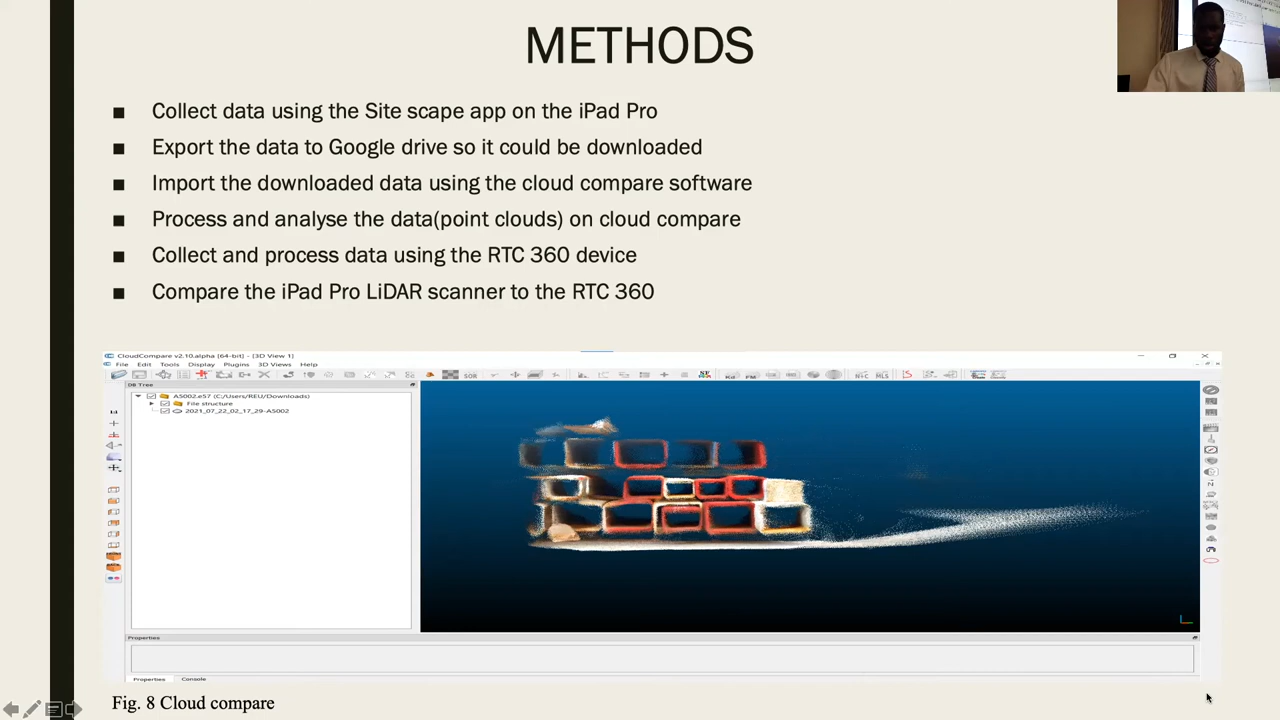 METHODS
Collect data using the Site scape app on the iPad Pro
Export the data to Google drive so it could be downloaded
Import the downloaded data using the cloud compare software
Process and analyse the data(point clouds) on cloud compare
Collect and process data using the RTC 360 device
Compare the iPad Pro LiDAR scanner to the RTC 360
CloudCompare v2.10.alpha [64-bit] - [3D View 1]
File Edit Tools Display Plugins 3D Views Help
SOR
DB Tree
A5002.e57 (C:/Users/REU/Downloads)
File structure
2021_07_22_02_17_29-A5002
Properties
Properties Console
Fig. 8 Cloud compare